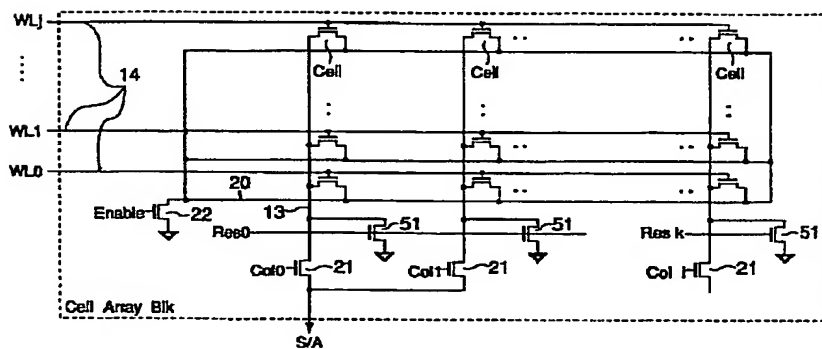 WLj
Cell
Cell
Cell
14
WL1
WL0
20
Enable
22
13
51
51
51
Res0
Res k
Col0
21
Col1
21
Col i
21
Cell Array Blk
S/A